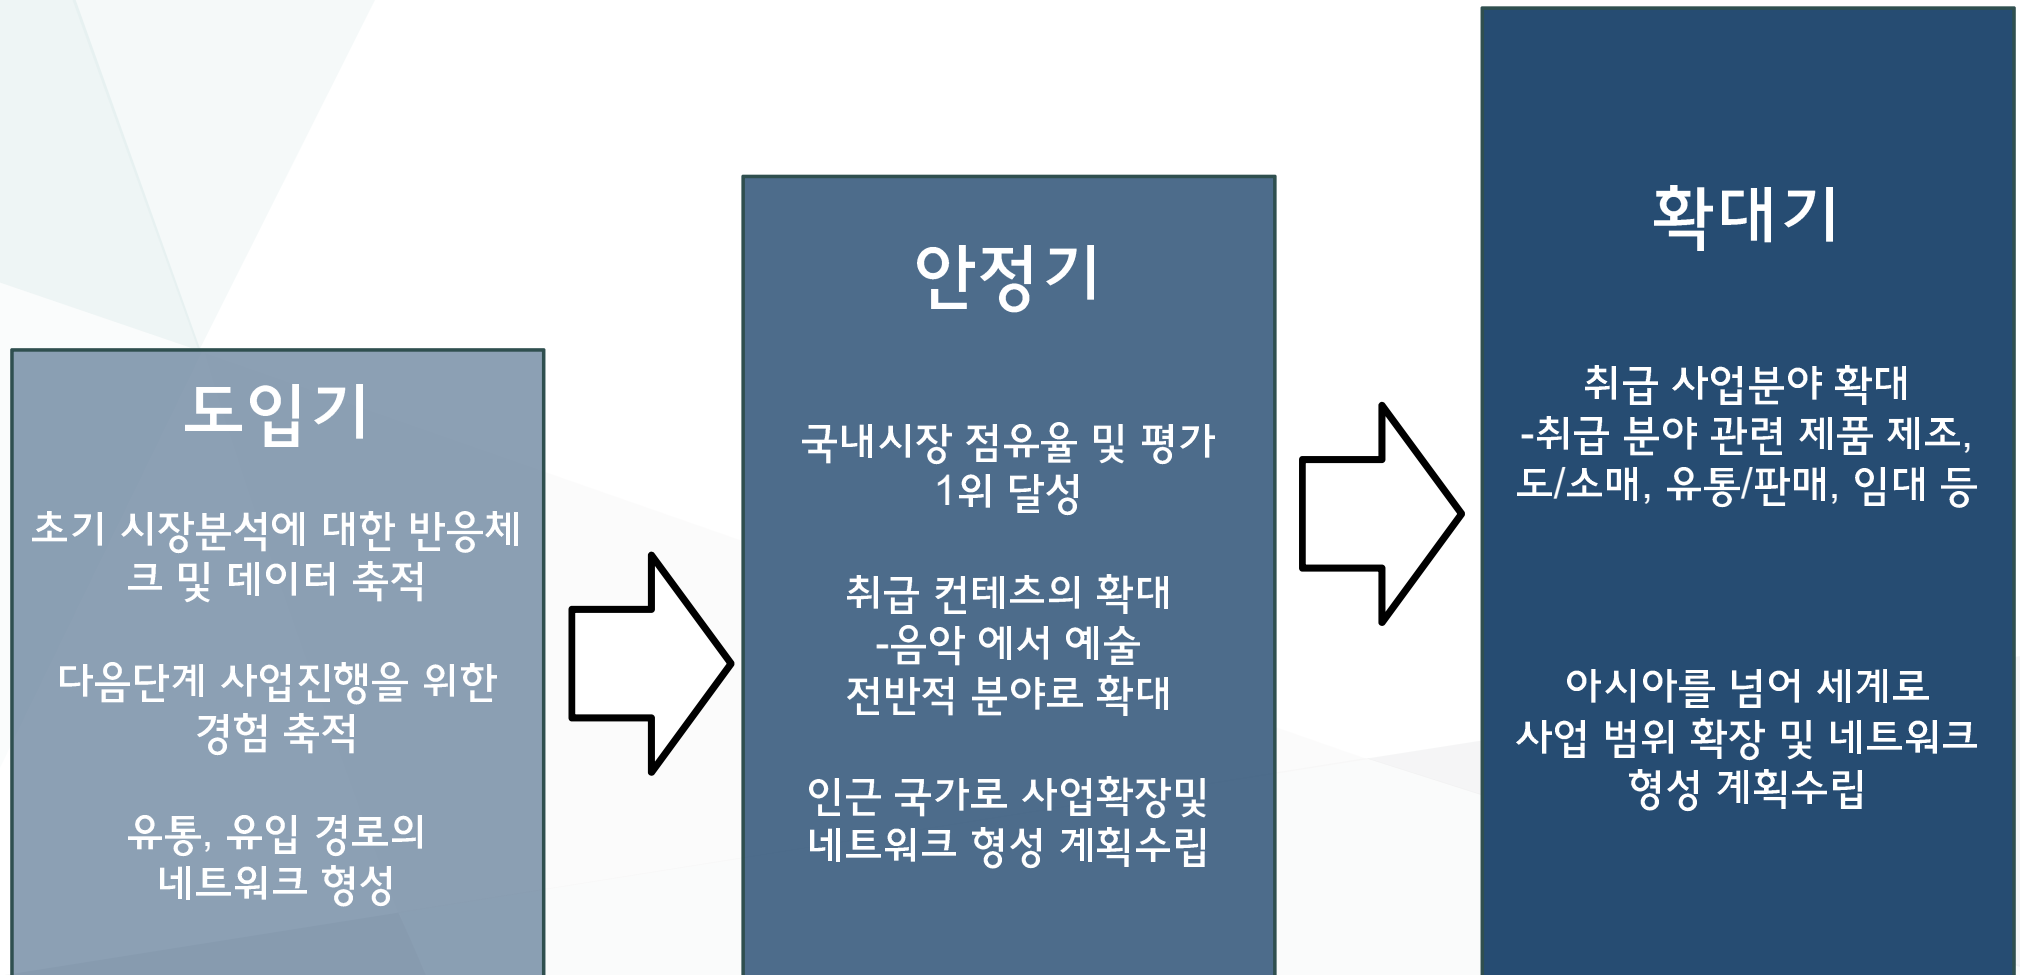 도입기
초기 시장분석에 대한 반응체
크 및 데이터 축적
다음단계 사업진행을 위한
경험 축적
유통, 유입 경로의
네트워크 형성
안정기
국내시장 점유율 및 평가
1위 달성
취급 컨테츠의 확대
-음악 에서 예술
전반적 분야로 확대
인근 국가로 사업확장및
네트워크 형성 계획수립
확대기
취급 사업분야 확대
-취급 분야 관련 제품 제조,
도/소매, 유통/판매, 임대 등
아시아를 넘어 세계로
사업 범위 확장 및 네트워크
형성 계획수립